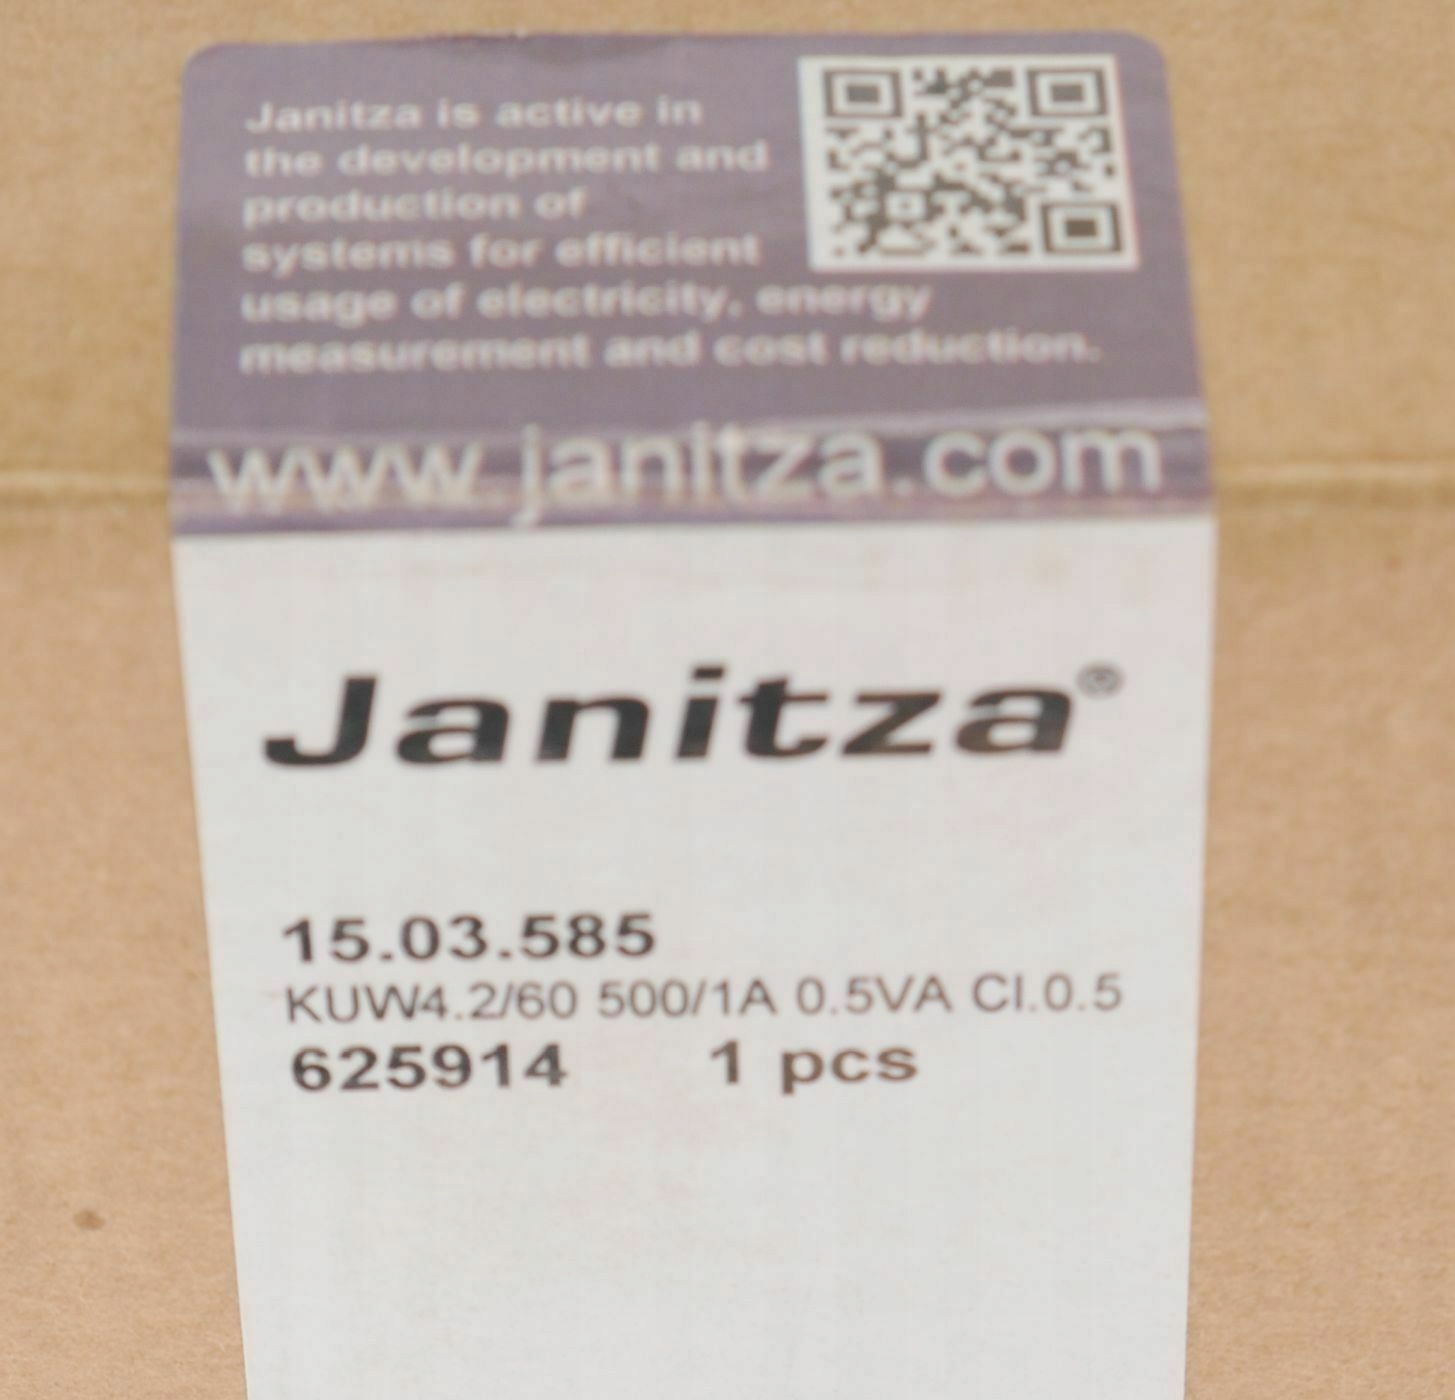 Janitza is active in
the development and
production of
systems for efficient
usage of electricity, energy
measurement and cost reduction.
www.janitza.com
Janitza®
15.03.585
KUW4.2/60 500/1A 0.5VA Cl.0.5
625914 1 pcs